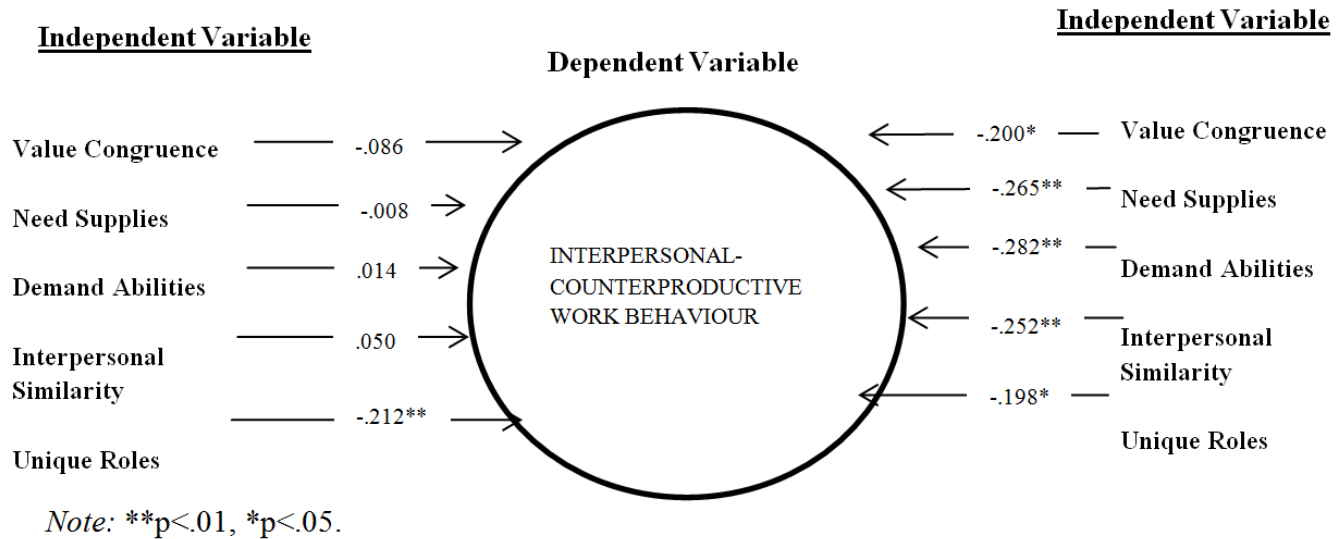 Independent Variable
Dependent Variable
Independent Variable
Value Congruence
-.086
-.200*
Value Congruence
Need Supplies
-.008
-.265**
Need Supplies
Demand Abilities
.014
-.282**
Demand Abilities
INTERPERSONAL-
COUNTERPRODUCTIVE
WORK BEHAVIOUR
Interpersonal
Similarity
.050
-.252**
Interpersonal
Similarity
Unique Roles
-.212**
-.198*
Unique Roles
Note: **p<.01, *p<.05.